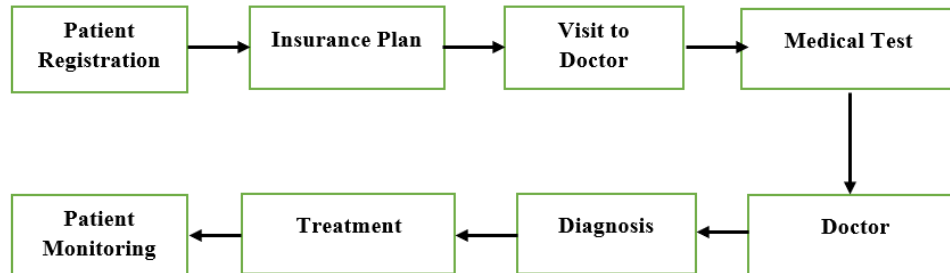 Patient
Registration
Insurance Plan
Visit to
Doctor
Medical Test
Doctor
Diagnosis
Treatment
Patient
Monitoring